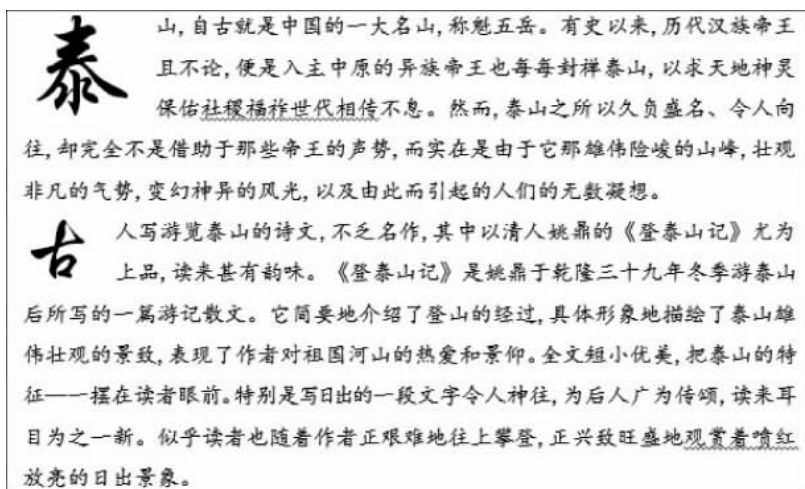 泰山,自古就是中国的一大名山,称魁五岳。有史以来,历代汉族帝王
且不论,便是入主中原的异族帝王也每每封禅泰山,以求天地神灵
保佑社稷福祚世代相传不息。然而,泰山之所以久负盛名、令人向
往,却完全不是借助于那些帝王的声势,而实在是由于它那雄伟险峻的山峰,壮观
非凡的气势,变幻神异的风光,以及由此而引起的人们的无数凝想。
古人写游览泰山的诗文,不乏名作,其中以清人姚鼐的《登泰山记》尤为
上品,读来甚有韵味。《登泰山记》是姚鼐于乾隆三十九年冬季游泰山
后所写的一篇游记散文。它简要地介绍了登山的经过,具体形象地描绘了泰山雄
伟壮观的景致,表现了作者对祖国河山的热爱和景仰。全文短小优美,把泰山的特
征一一摆在读者眼前。特别是写日出的一段文字令人神往,为后人广为传颂,读来耳
目为之一新。似乎读者也随着作者正艰难地往上攀登,正兴致旺盛地观赏着喷红
放亮的日出景象。